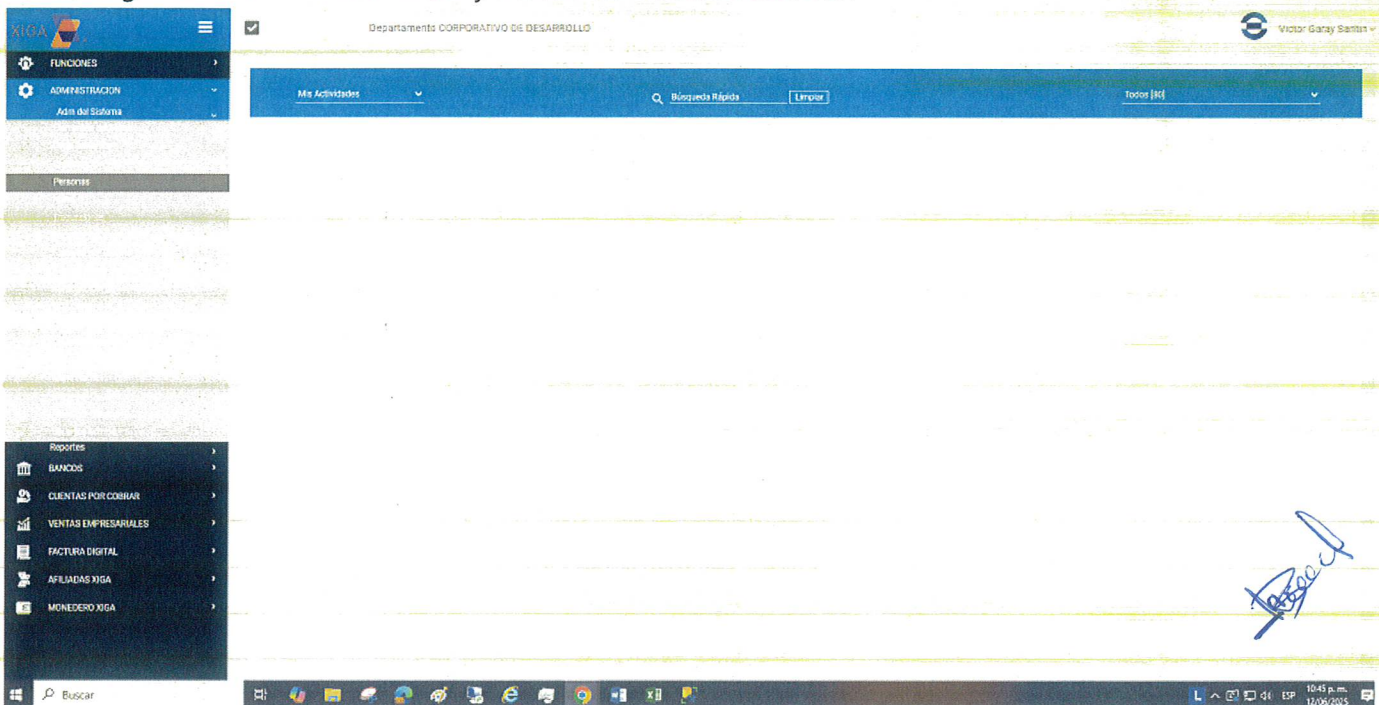 XIGA
Departamento CORPORATIVO DE DESARROLLO
Victor Garay Santin
FUNCIONES
ADMINISTRACION
Adm del Sistema
Mis Actividades
Búsqueda Rápida
Limpiar
Todos [80]
Personas
Reportes
BANCOS
CUENTAS POR COBRAR
VENTAS EMPRESARIALES
FACTURA DIGITAL
AFILIADAS XIGA
MONEDERO XIGA
Buscar
L
ESP
10:45 p. m.
12/06/2025